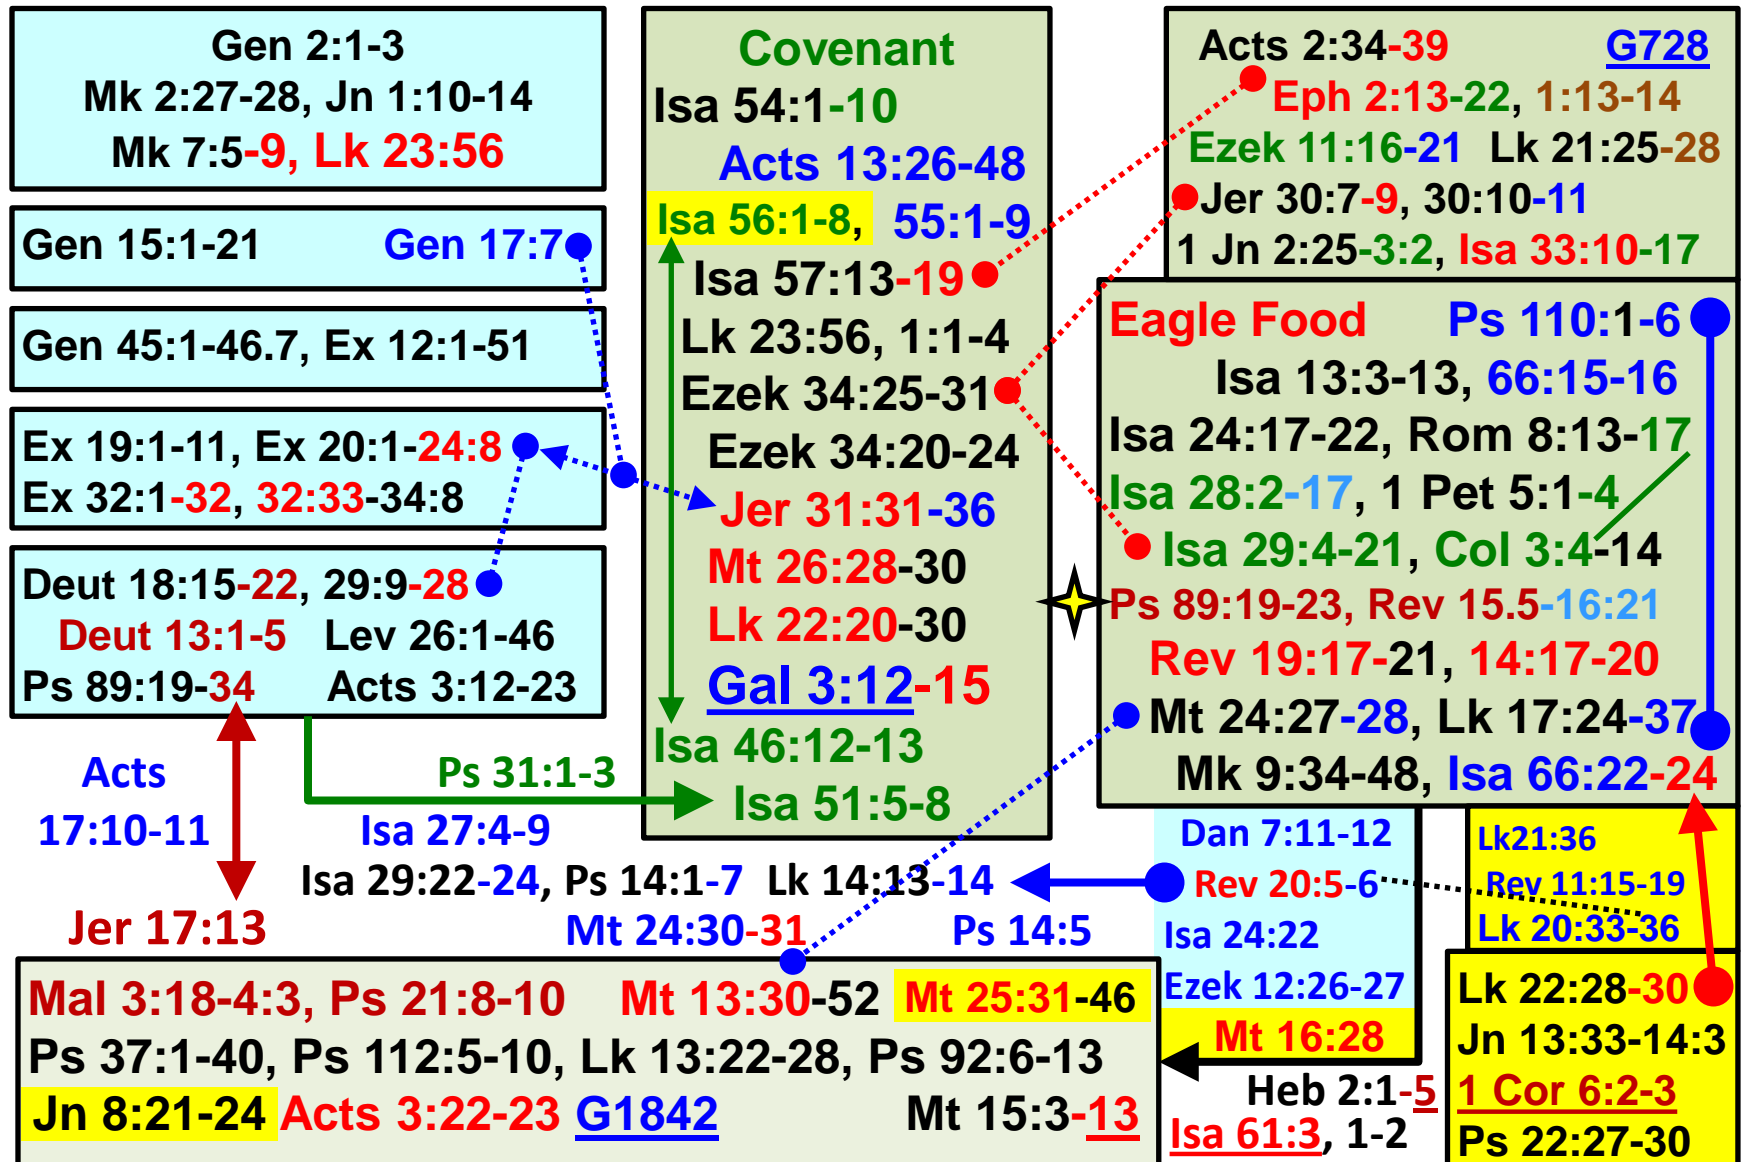 Gen 2:1-3
Mk 2:27-28, Jn 1:10-14
Mk 7:5-9, Lk 23:56
Gen 15:1-21 Gen 17:7
Gen 45:1-46.7, Ex 12:1-51
Ex 19:1-11, Ex 20:1-24:8
Ex 32:1-32, 32:33-34:8
Deut 18:15-22, 29:9-28
Deut 13:1-5 Lev 26:1-46
Ps 89:19-34 Acts 3:12-23
Acts
17:10-11
Jer 17:13
Ps 31:1-3
Isa 27:4-9
Isa 29:22-24, Ps 14:1-7 Lk 14:13-14
Mt 24:30-31 Ps 14:5
Covenant
Isa 54:1-10
Acts 13:26-48
Isa 56:1-8, 55:1-9
Isa 57:13-19
Lk 23:56, 1:1-4
Ezek 34:25-31
Ezek 34:20-24
Jer 31:31-36
Mt 26:28-30
Lk 22:20-30
Gal 3:12-15
Isa 46:12-13
Isa 51:5-8
Acts 2:34-39 G728
Eph 2:13-22, 1:13-14
Ezek 11:16-21 Lk 21:25-28
Jer 30:7-9, 30:10-11
1 Jn 2:25-3:2, Isa 33:10-17
Eagle Food Ps 110:1-6
Isa 13:3-13, 66:15-16
Isa 24:17-22, Rom 8:13-17
Isa 28:2-17, 1 Pet 5:1-4
Isa 29:4-21, Col 3:4-14
Ps 89:19-23, Rev 15.5-16:21
Rev 19:17-21, 14:17-20
Mt 24:27-28, Lk 17:24-37
Mk 9:34-48, Isa 66:22-24
Dan 7:11-12
Rev 20:5-6
Isa 24:22
Ezek 12:26-27
Mt 16:28
Lk21:36
Rev 11:15-19
Lk 20:33-36
Lk 22:28-30
Jn 13:33-14:3
1 Cor 6:2-3
Ps 22:27-30
Heb 2:1-5
Isa 61:3, 1-2
Mal 3:18-4:3, Ps 21:8-10 Mt 13:30-52 Mt 25:31-46
Ps 37:1-40, Ps 112:5-10, Lk 13:22-28, Ps 92:6-13
Jn 8:21-24 Acts 3:22-23 G1842 Mt 15:3-13